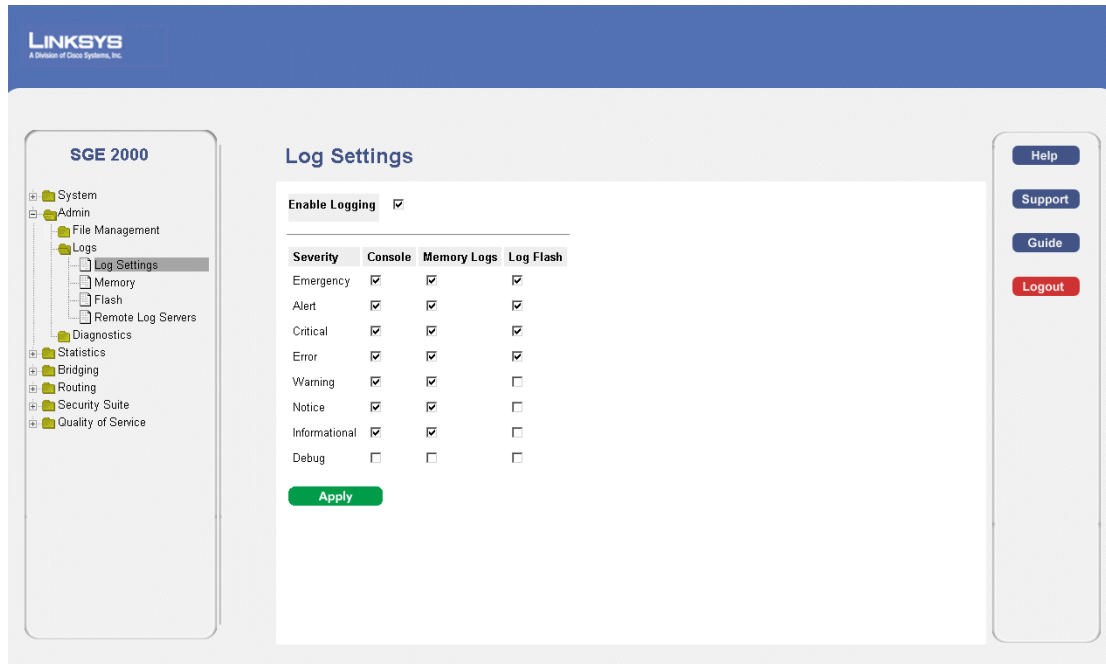 LINKSYS
A Division of Cisco Systems, Inc.
SGE 2000
System
Admin
File Management
Logs
Log Settings
Memory
Flash
Remote Log Servers
Diagnostics
Statistics
Bridging
Routing
Security Suite
Quality of Service
Log Settings
Enable Logging
Severity Console Memory Logs Log Flash
Emergency
Alert
Critical
Error
Warning
Notice
Informational
Debug
Apply
Help
Support
Guide
Logout